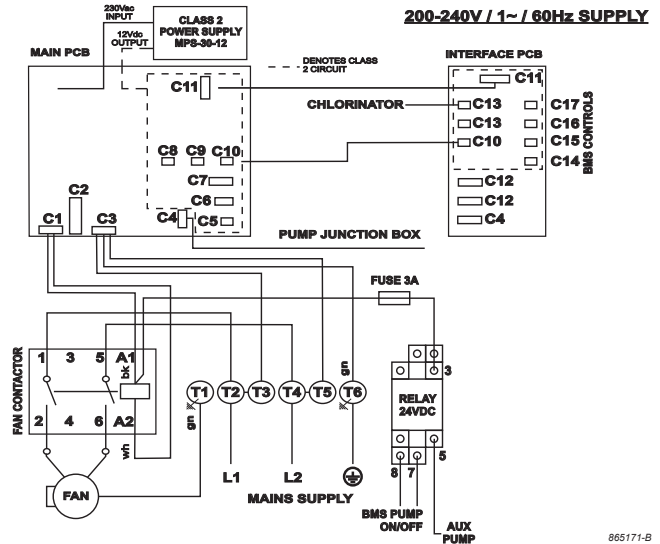 230Vac
INPUT
CLASS 2
POWER SUPPLY
MPS-30-12
200-240V / 1~ / 60Hz SUPPLY
12Vdc
OUTPUT
MAIN PCB
DENOTES CLASS
2 CIRCUIT
INTERFACE PCB
C11
C11
CHLORINATOR
C13
C17
C13
C16
C8 C9 C10
C10
C15
C14
BMS CONTROLS
C7
C12
C2
C6
C12
C1
C3
C4
C5
C4
PUMP JUNCTION BOX
FUSE 3A
FAN CONTACTOR
1 3 5 A1
bk
gn
3
T1 T2 T3 T4 T5 T6
RELAY
24VDC
2 4 6 A2
gn
wh
5
8 7
L1 L2
FAN
MAINS SUPPLY
BMS PUMP
ON/OFF
AUX
PUMP
865171-B